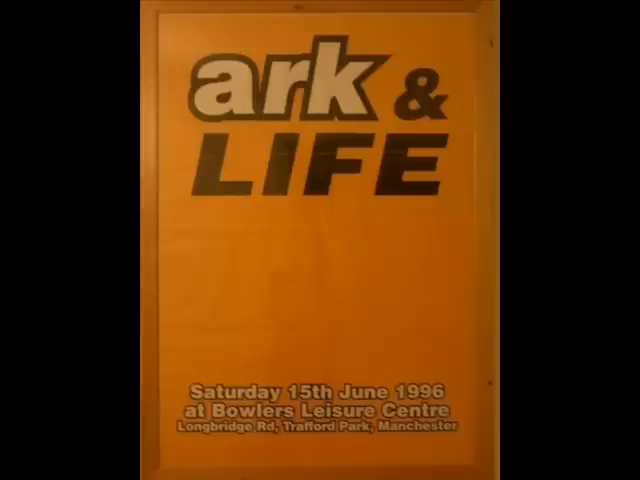 ark &
LIFE
Saturday 15th June 1996
at Bowlers Leisure Centre
Longbridge Rd, Trafford Park, Manchester